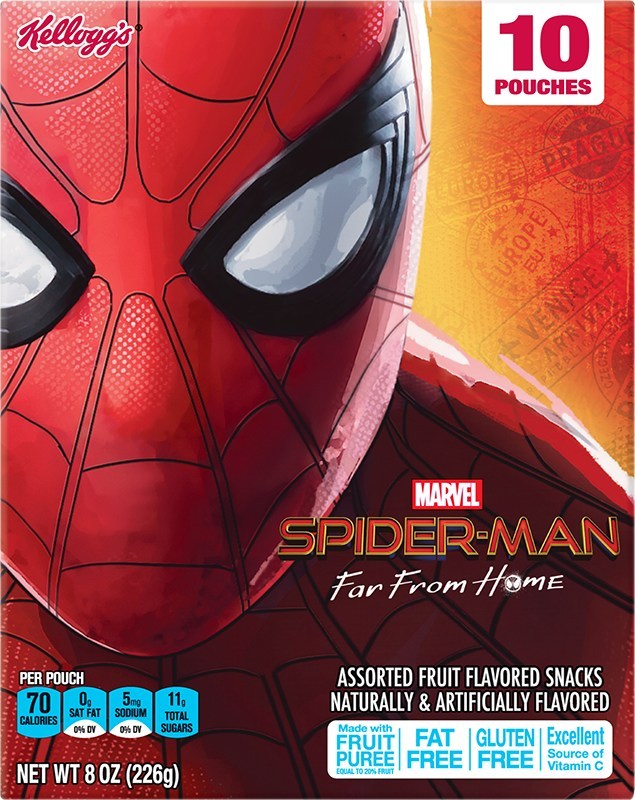 Kellogg's
10
POUCHES
PRAGUE
EUROPE
EUROPE
EU
VENICE
ARRIVAL
MARVEL
SPIDER-MAN
Far From Home
PER POUCH
70
CALORIES
0g
SAT FAT
0% DV
5mg
SODIUM
0% DV
11g
TOTAL
SUGARS
NET WT 8 OZ (226g)
ASSORTED FRUIT FLAVORED SNACKS
NATURALLY & ARTIFICIALLY FLAVORED
Made with
FRUIT
PUREE
EQUAL TO 20% FRUIT
FAT
FREE
GLUTEN
FREE
Excellent
Source of
Vitamin C